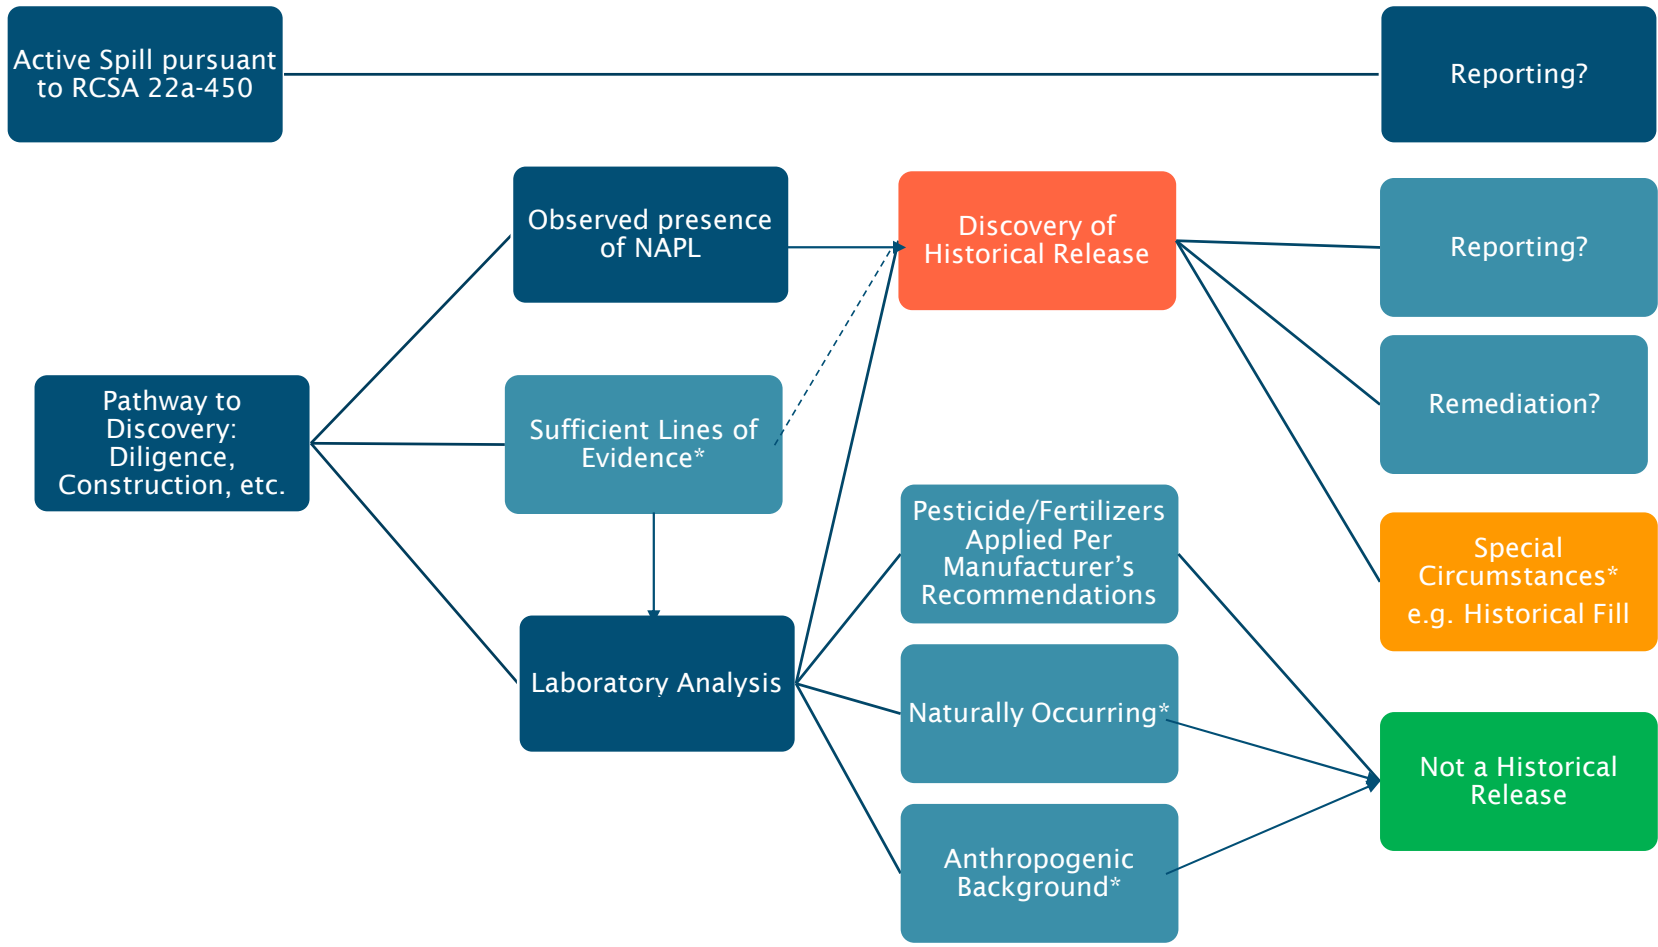 Active Spill pursuant
to RCSA 22a-450
Reporting?
Observed presence
of NAPL
Discovery of
Historical Release
Reporting?
Pathway to
Discovery:
Diligence,
Construction, etc.
Sufficient Lines of
Evidence*
Remediation?
Pesticide/Fertilizers
Applied Per
Manufacturer’s
Recommendations
Special
Circumstances*
e.g. Historical Fill
Laboratory Analysis
Naturally Occurring*
Not a Historical
Release
Anthropogenic
Background*